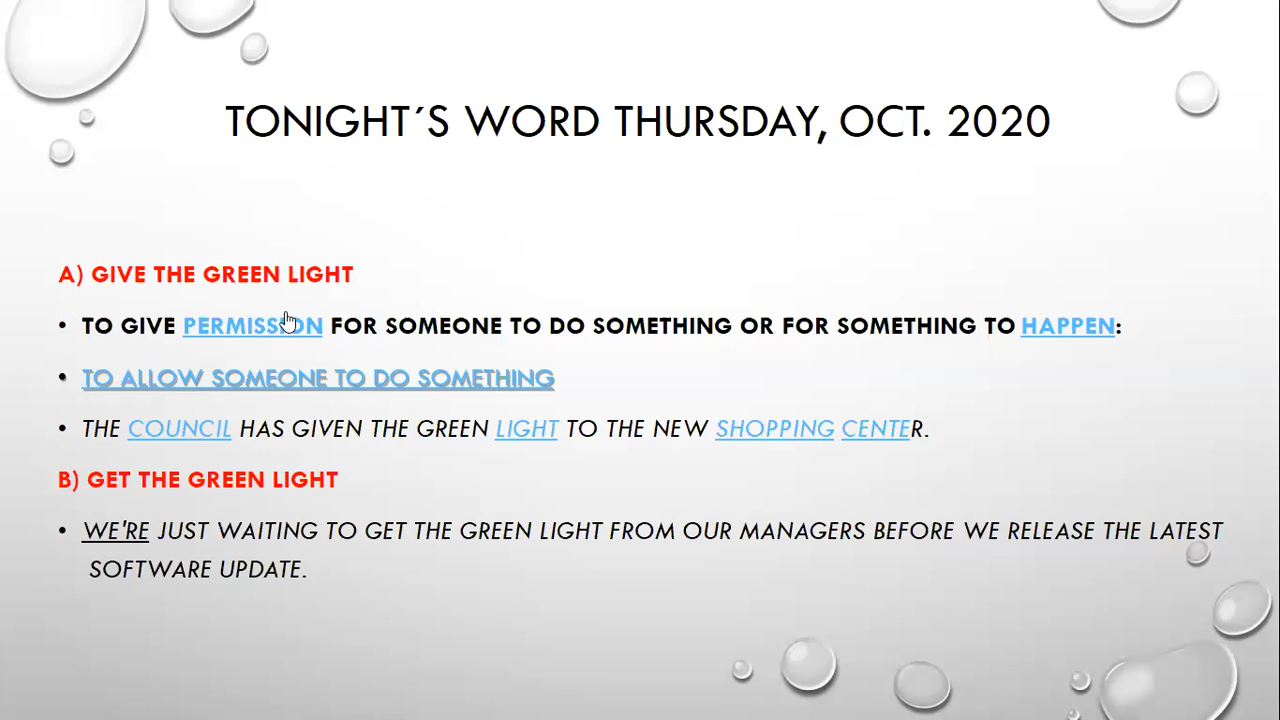 TONIGHT´S WORD THURSDAY, OCT. 2020
A) GIVE THE GREEN LIGHT
• TO GIVE PERMISSION FOR SOMEONE TO DO SOMETHING OR FOR SOMETHING TO HAPPEN:
• TO ALLOW SOMEONE TO DO SOMETHING
• THE COUNCIL HAS GIVEN THE GREEN LIGHT TO THE NEW SHOPPING CENTER.
B) GET THE GREEN LIGHT
• WE'RE JUST WAITING TO GET THE GREEN LIGHT FROM OUR MANAGERS BEFORE WE RELEASE THE LATEST
SOFTWARE UPDATE.